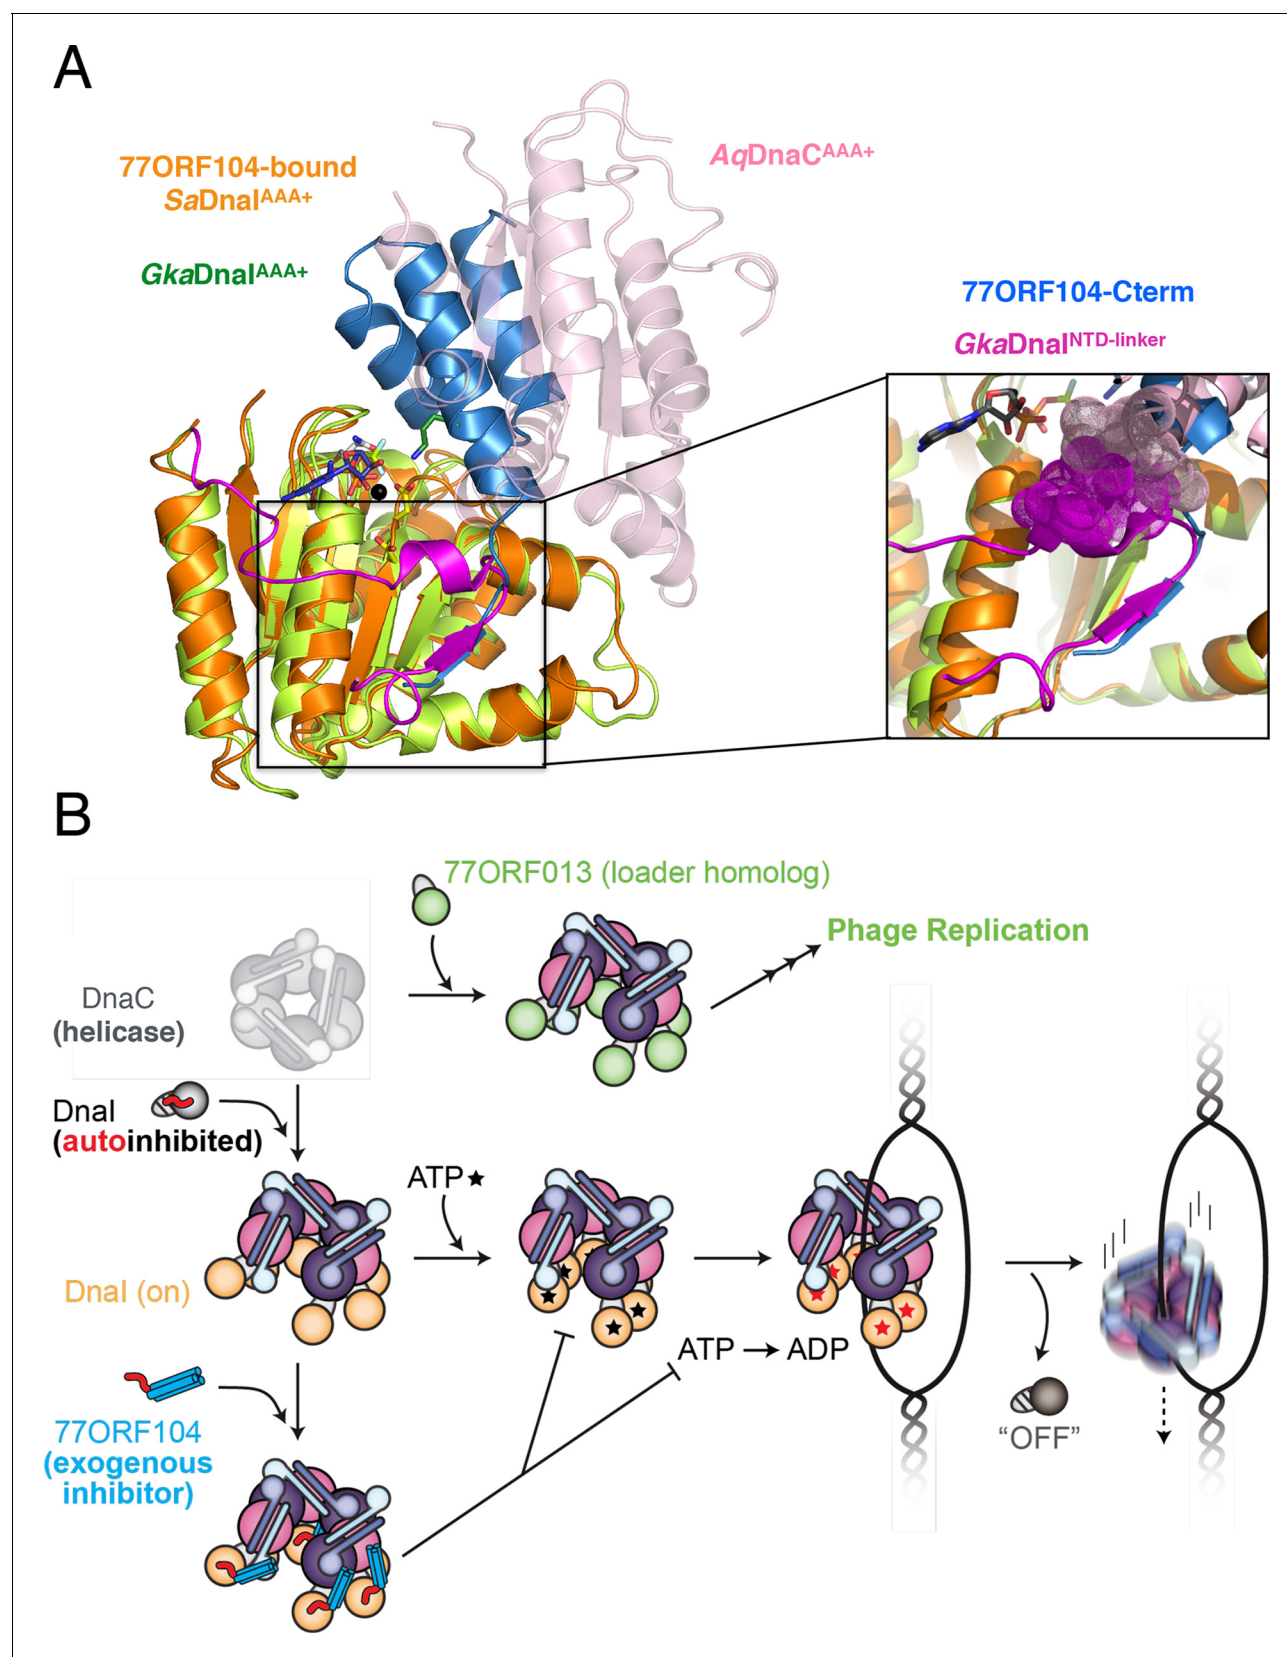 A
77ORF104-bound
SaDnaIAAA+
GkaDnaIAAA+
AqDnaCAAA+
77ORF104-Cterm
GkaDnaINTD-linker
B
77ORF013 (loader homolog)
Phage Replication
DnaC
(helicase)
DnaI
(autoinhibited)
ATP★
DnaI (on)
ATP → ADP
77ORF104
(exogenous
inhibitor)
“OFF”